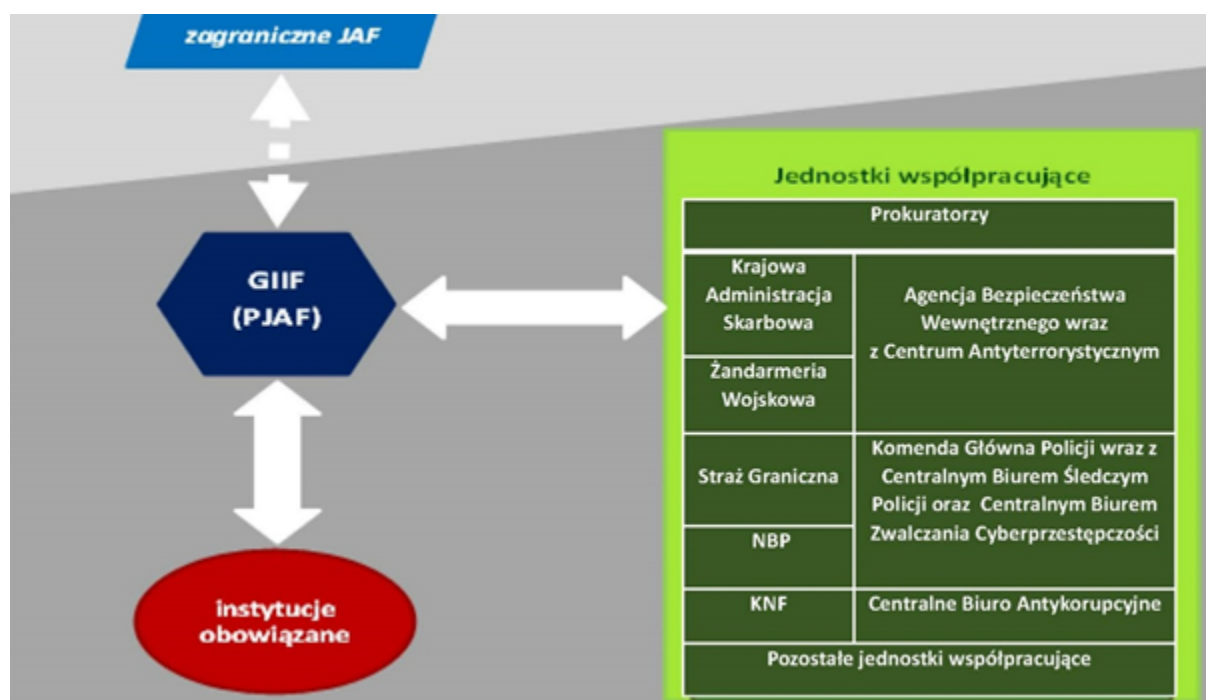 zagraniczne JAF
GIIF
(PJAF)
instytucje
obowiązane
Jednostki współpracujące
Prokuratorzy
Krajowa
Administracja
Skarbowa
Agencja Bezpieczeństwa
Wewnętrznego wraz
z Centrum Antyterrorystycznym
Żandarmeria
Wojskowa
Straż Graniczna
Komenda Główna Policji wraz z
Centralnym Biurem Śledczym
Policji oraz Centralnym Biurem
Zwalczania Cyberprzestępczości
NBP
KNF
Centralne Biuro Antykorupcyjne
Pozostałe jednostki współpracujące